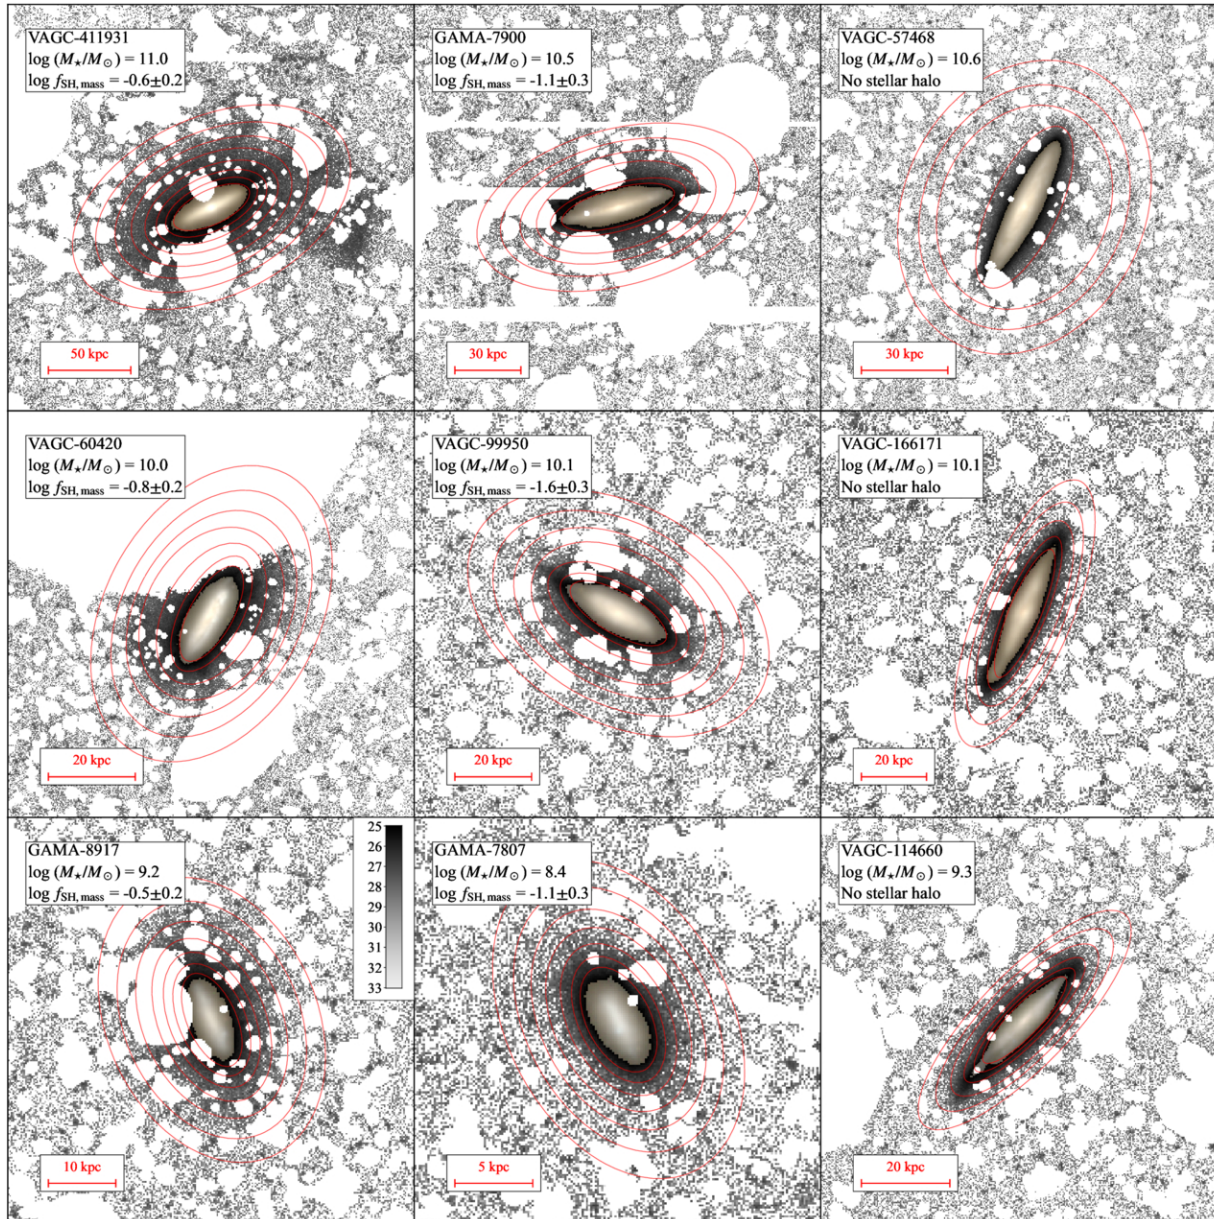 VAGC-411931
log (M⋆/M⊙) = 11.0
log fSH, mass = -0.6±0.2
50 kpc
GAMA-7900
log (M⋆/M⊙) = 10.5
log fSH, mass = -1.1±0.3
30 kpc
VAGC-57468
log (M⋆/M⊙) = 10.6
No stellar halo
30 kpc
VAGC-60420
log (M⋆/M⊙) = 10.0
log fSH, mass = -0.8±0.2
20 kpc
VAGC-99950
log (M⋆/M⊙) = 10.1
log fSH, mass = -1.6±0.3
20 kpc
VAGC-166171
log (M⋆/M⊙) = 10.1
No stellar halo
20 kpc
GAMA-8917
log (M⋆/M⊙) = 9.2
log fSH, mass = -0.5±0.2
25
26
27
28
29
30
31
32
33
10 kpc
GAMA-7807
log (M⋆/M⊙) = 8.4
log fSH, mass = -1.1±0.3
5 kpc
VAGC-114660
log (M⋆/M⊙) = 9.3
No stellar halo
20 kpc